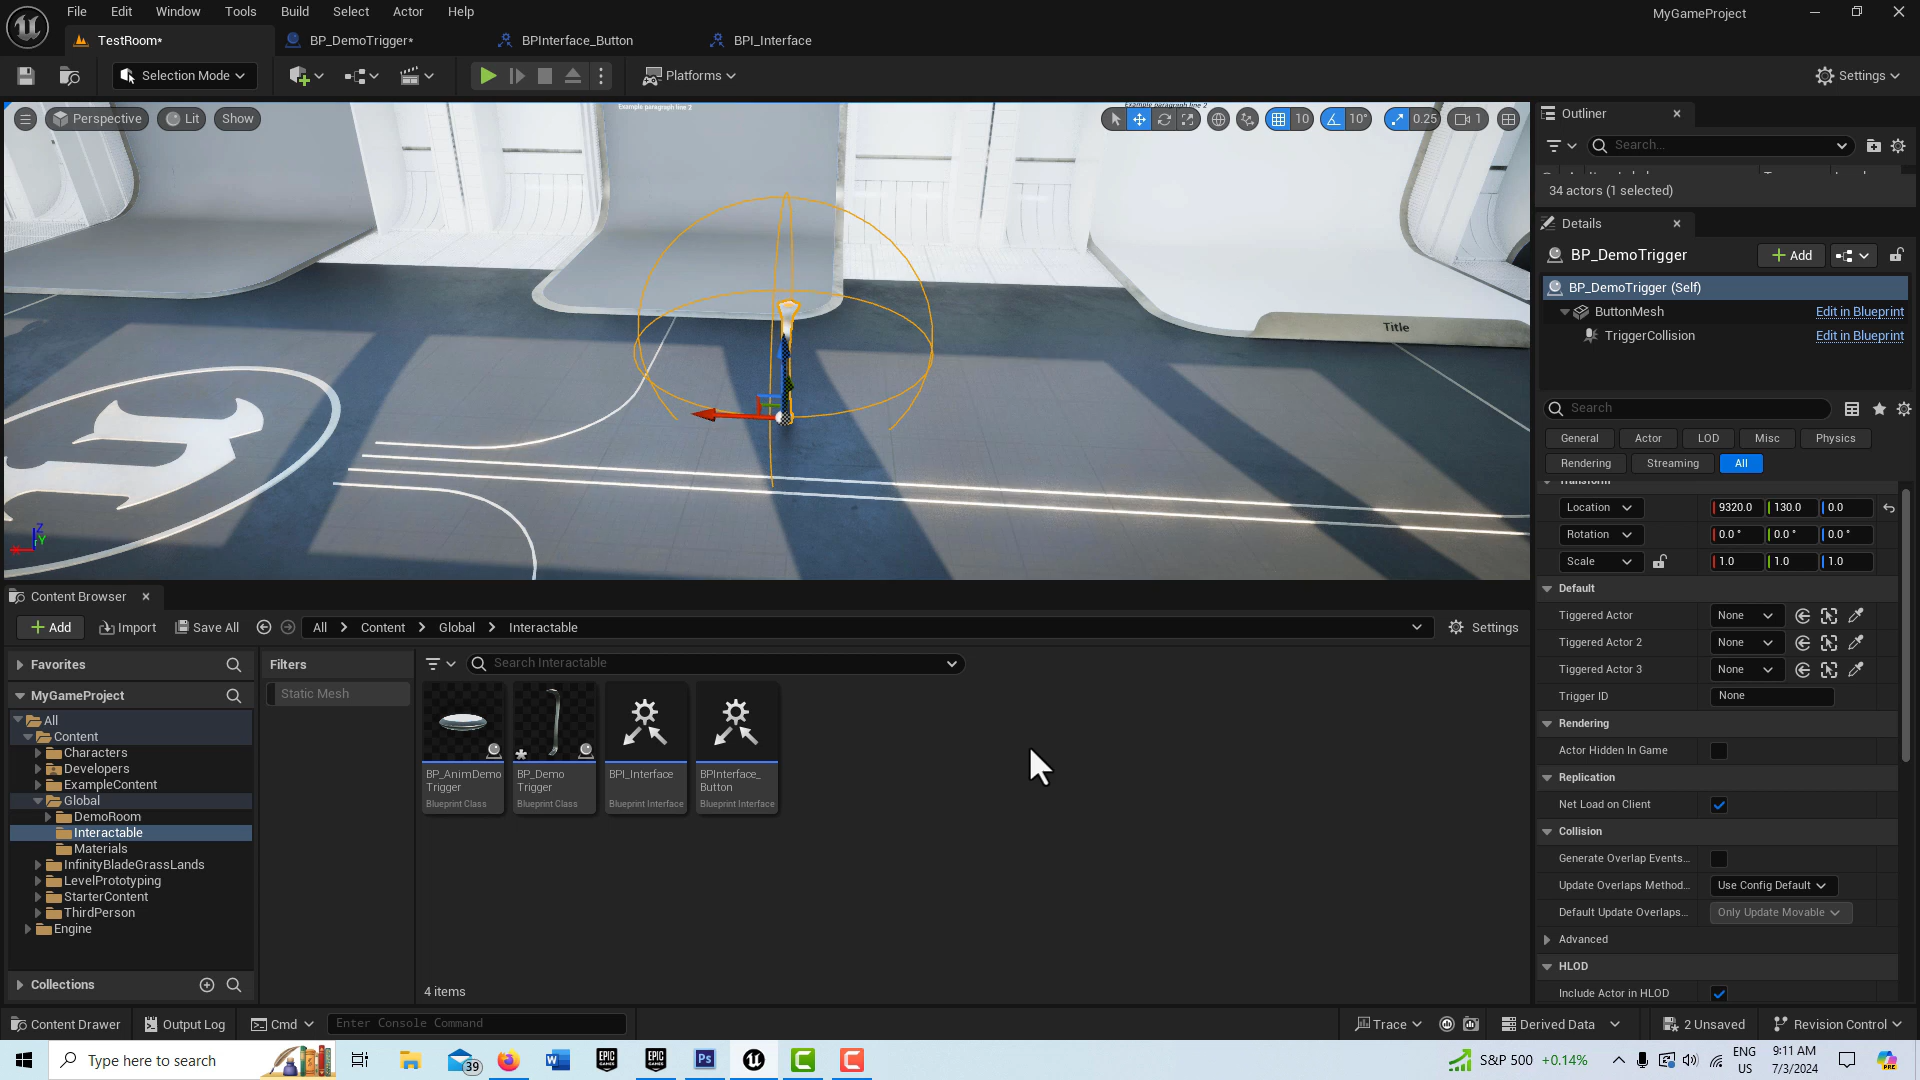 File Edit Window Tools Build Select Actor Help
MyGameProject
TestRoom*
BP_DemoTrigger*
BPInterface_Button
BPI_Interface
Selection Mode
Platforms
Settings
Perspective
Lit
Show
Example paragraph line 2
Example paragraph line 2
10
10°
0.25
1
Title
Outliner
Search...
34 actors (1 selected)
Details
BP_DemoTrigger
Add
BP_DemoTrigger (Self)
ButtonMesh
Edit in Blueprint
TriggerCollision
Edit in Blueprint
Search
General
Actor
LOD
Misc
Physics
Rendering
Streaming
All
Transform
Location
9320.0
130.0
0.0
Rotation
0.0 °
0.0 °
0.0 °
Scale
1.0
1.0
1.0
Default
Tiggered Actor
None
Tiggered Actor 2
None
Tiggered Actor 3
None
Trigger ID
None
Rendering
Actor Hidden In Game
Replication
Net Load on Client
Collision
Generate Overlap Events...
Update Overlaps Method...
Use Config Default
Default Update Overlaps...
Only Update Movable
Advanced
HLOD
Include Actor in HLOD
Content Browser
Add
Import
Save All
All
Content
Global
Interactable
Settings
Favorites
MyGameProject
All
Content
Characters
Developers
ExampleContent
Global
DemoRoom
Interactable
Materials
InfinityBladeGrassLands
LevelPrototyping
StarterContent
ThirdPerson
Engine
Collections
Filters
Static Mesh
Search Interactable
BP_AnimDemo
Trigger
Blueprint Class
BP_Demo
Trigger
Blueprint Class
BPI_Interface
Blueprint Interface
BPInterface_
Button
Blueprint Interface
4 items
Content Drawer
Output Log
Cmd
Enter Console Command
Trace
Derived Data
2 Unsaved
Revision Control
Type here to search
39
S&P 500 +0.14%
ENG
US
9:11 AM
7/3/2024